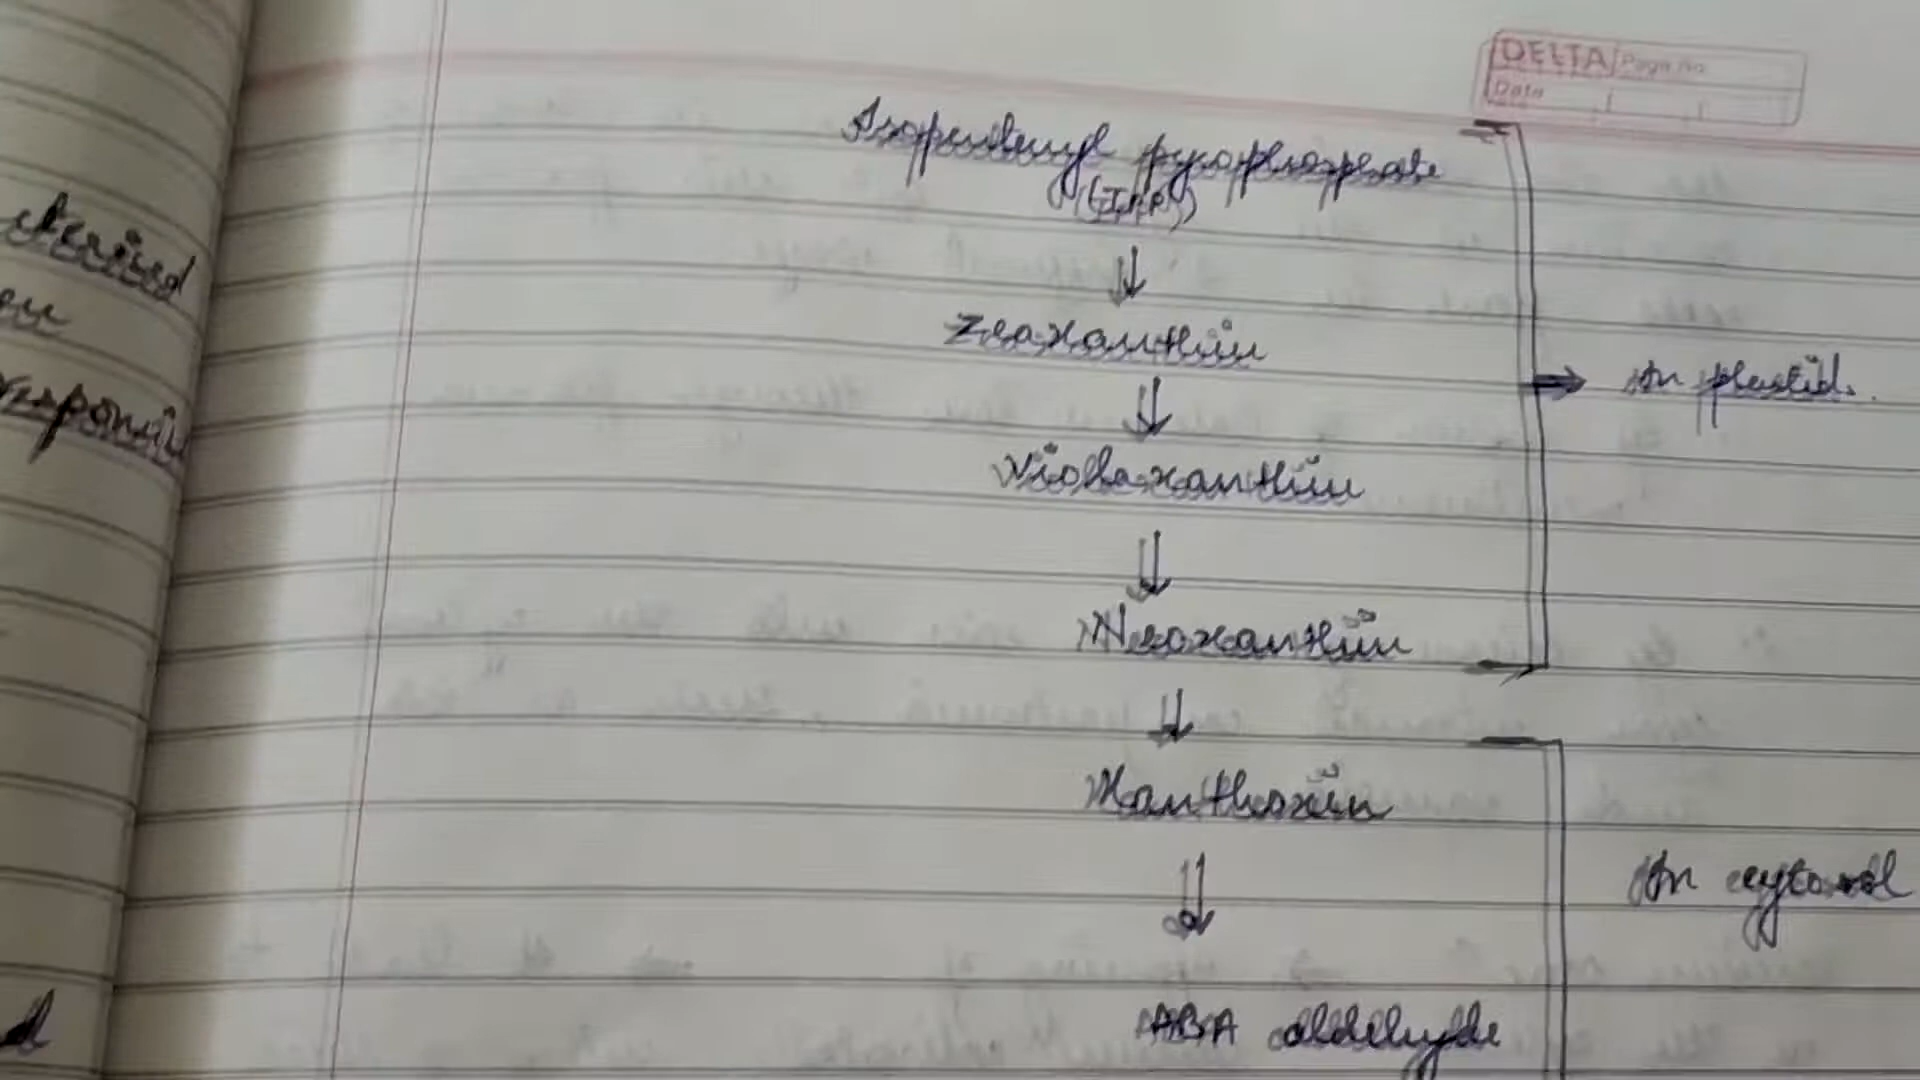 DELTA Page No.
Date
Isopentenyl pyrophosphate
(IPP)
Zeaxanthin
In plastid.
Violaxanthin
Neoxanthin
Xanthoxin
In cytosol
ABA aldehyde